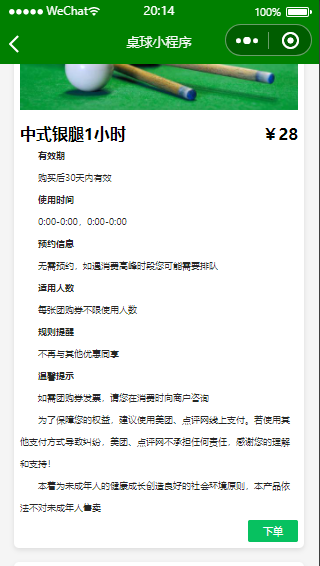 WeChat 20:14 100%
桌球小程序
中式银腿1小时 ￥28
有效期
购买后30天内有效
使用时间
0:00-0:00，0:00-0:00
预约信息
无需预约，如遇消费高峰时段您可能需要排队
适用人数
每张团购券不限使用人数
规则提醒
不再与其他优惠同享
温馨提示
如需团购券发票，请您在消费时向商户咨询
为了保障您的权益，建议使用美团、点评网线上支付。若使用其
他支付方式导致纠纷，美团、点评网不承担任何责任，感谢您的理解
和支持！
本着为未成年人的健康成长创造良好的社会环境原则，本产品依
法不对未成年人售卖
下单